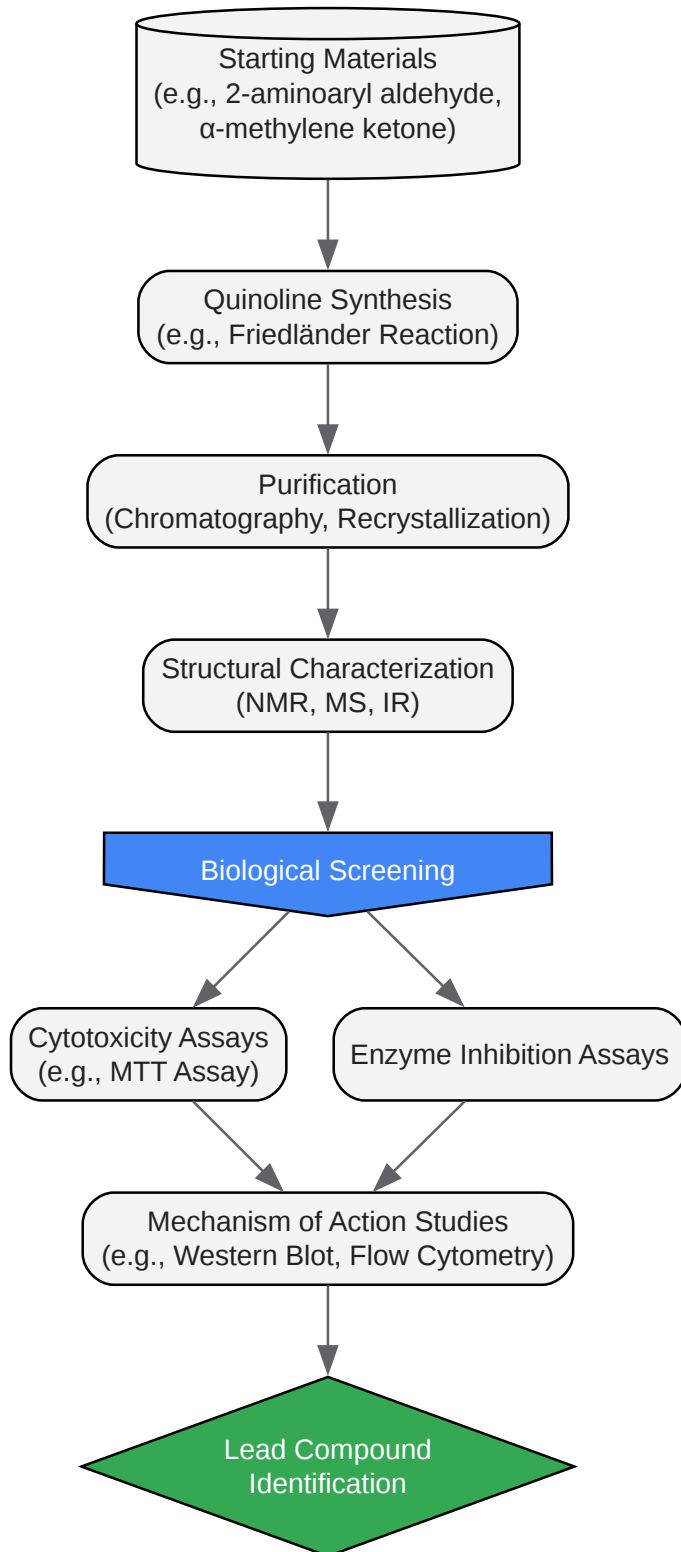 Starting Materials
(e.g., 2-aminoaryl aldehyde,
α-methylene ketone)
Quinoline Synthesis
(e.g., Friedländer Reaction)
Purification
(Chromatography, Recrystallization)
Structural Characterization
(NMR, MS, IR)
Biological Screening
Cytotoxicity Assays
(e.g., MTT Assay)
Enzyme Inhibition Assays
Mechanism of Action Studies
(e.g., Western Blot, Flow Cytometry)
Lead Compound
Identification